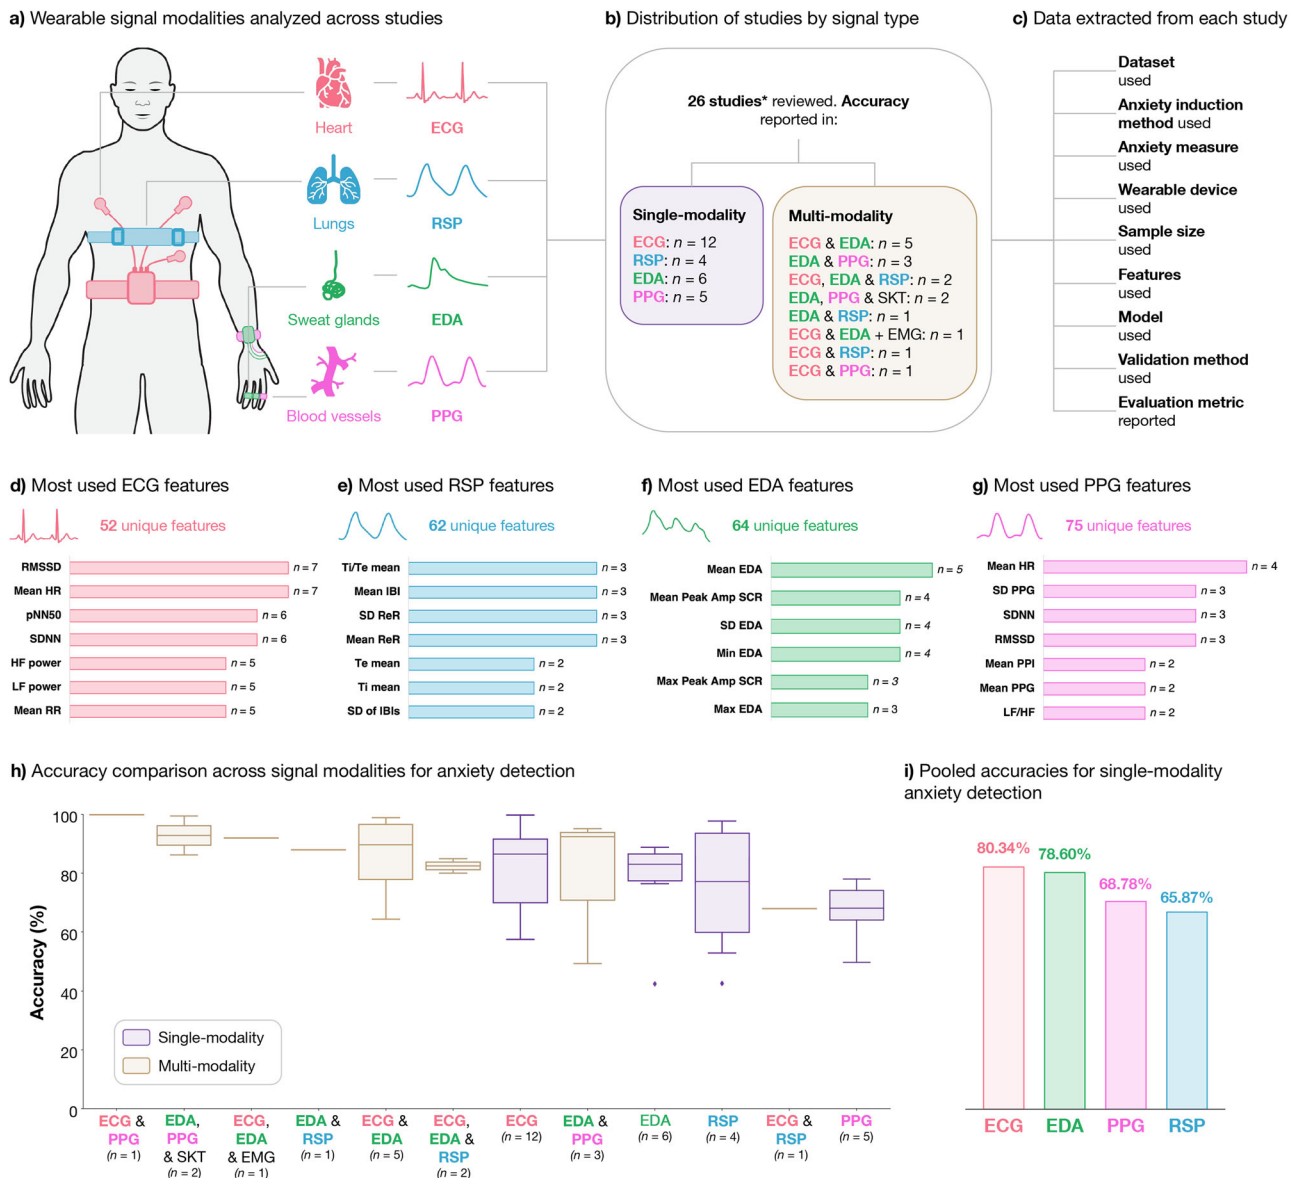 a) Wearable signal modalities analyzed across studies
Heart
ECG
Lungs
RSP
Sweat glands
EDA
Blood vessels
PPG
b) Distribution of studies by signal type
26 studies* reviewed. Accuracy
reported in:
Single-modality
ECG: n = 12
RSP: n = 4
EDA: n = 6
PPG: n = 5
Multi-modality
ECG & EDA: n = 5
EDA & PPG: n = 3
ECG, EDA & RSP: n = 2
EDA, PPG & SKT: n = 2
EDA & RSP: n = 1
ECG & EDA + EMG: n = 1
ECG & RSP: n = 1
ECG & PPG: n = 1
c) Data extracted from each study
Dataset
used
Anxiety induction
method used
Anxiety measure
used
Wearable device
used
Sample size
used
Features
used
Model
used
Validation method
used
Evaluation metric
reported
d) Most used ECG features
52 unique features
RMSSD n = 7
Mean HR n = 7
pNN50 n = 6
SDNN n = 6
HF power n = 5
LF power n = 5
Mean RR n = 5
e) Most used RSP features
62 unique features
Ti/Te mean n = 3
Mean IBI n = 3
SD ReR n = 3
Mean ReR n = 3
Te mean n = 2
Ti mean n = 2
SD of IBIs n = 2
f) Most used EDA features
64 unique features
Mean EDA n = 5
Mean Peak Amp SCR n = 4
SD EDA n = 4
Min EDA n = 4
Max Peak Amp SCR n = 3
Max EDA n = 3
g) Most used PPG features
75 unique features
Mean HR n = 4
SD PPG n = 3
SDNN n = 3
RMSSD n = 3
Mean PPI n = 2
Mean PPG n = 2
LF/HF n = 2
h) Accuracy comparison across signal modalities for anxiety detection
Accuracy (%)
100
80
60
40
20
0
Single-modality
Multi-modality
ECG &
PPG
(n = 1)
EDA,
PPG
& SKT
(n = 2)
ECG,
EDA
& EMG
(n = 1)
EDA &
RSP
(n = 1)
ECG &
EDA
(n = 5)
ECG,
EDA &
RSP
(n = 2)
ECG
(n = 12)
EDA &
PPG
(n = 3)
EDA
(n = 6)
RSP
(n = 4)
ECG &
RSP
(n = 1)
PPG
(n = 5)
i) Pooled accuracies for single-modality
anxiety detection
80.34%
78.60%
68.78%
65.87%
ECG
EDA
PPG
RSP